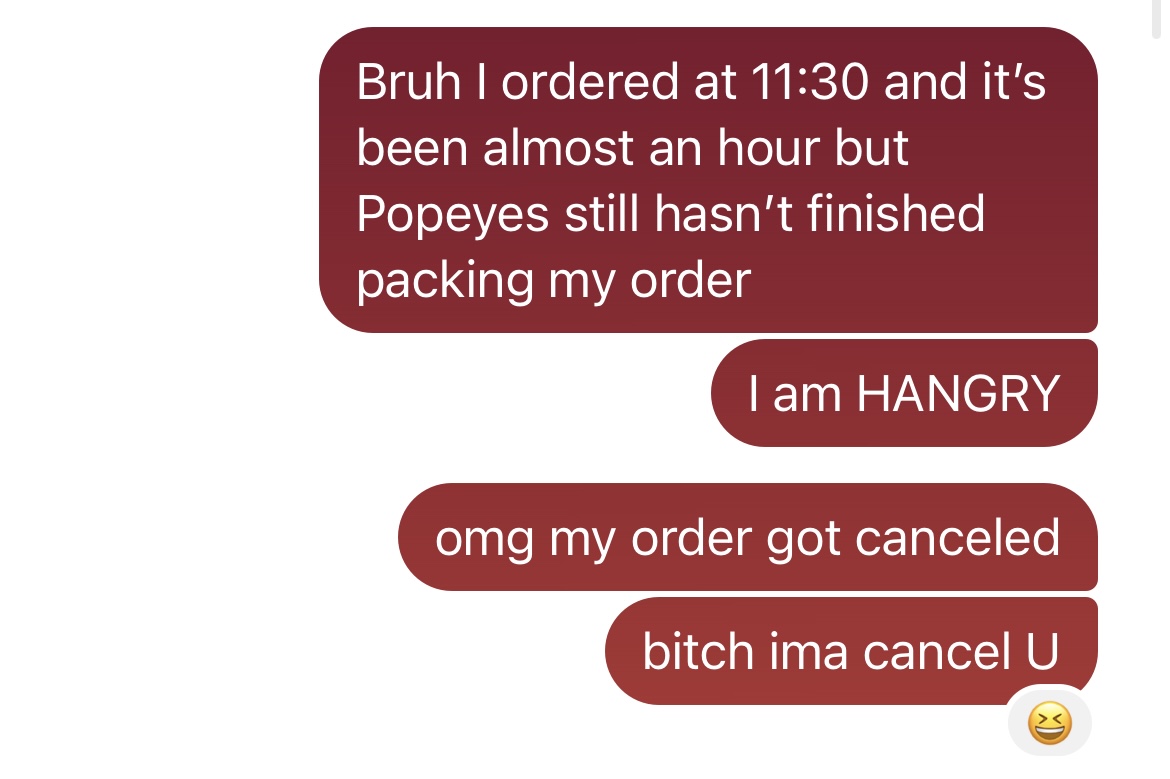 Bruh I ordered at 11:30 and it’s
been almost an hour but
Popeyes still hasn’t finished
packing my order
I am HANGRY
omg my order got canceled
bitch ima cancel U